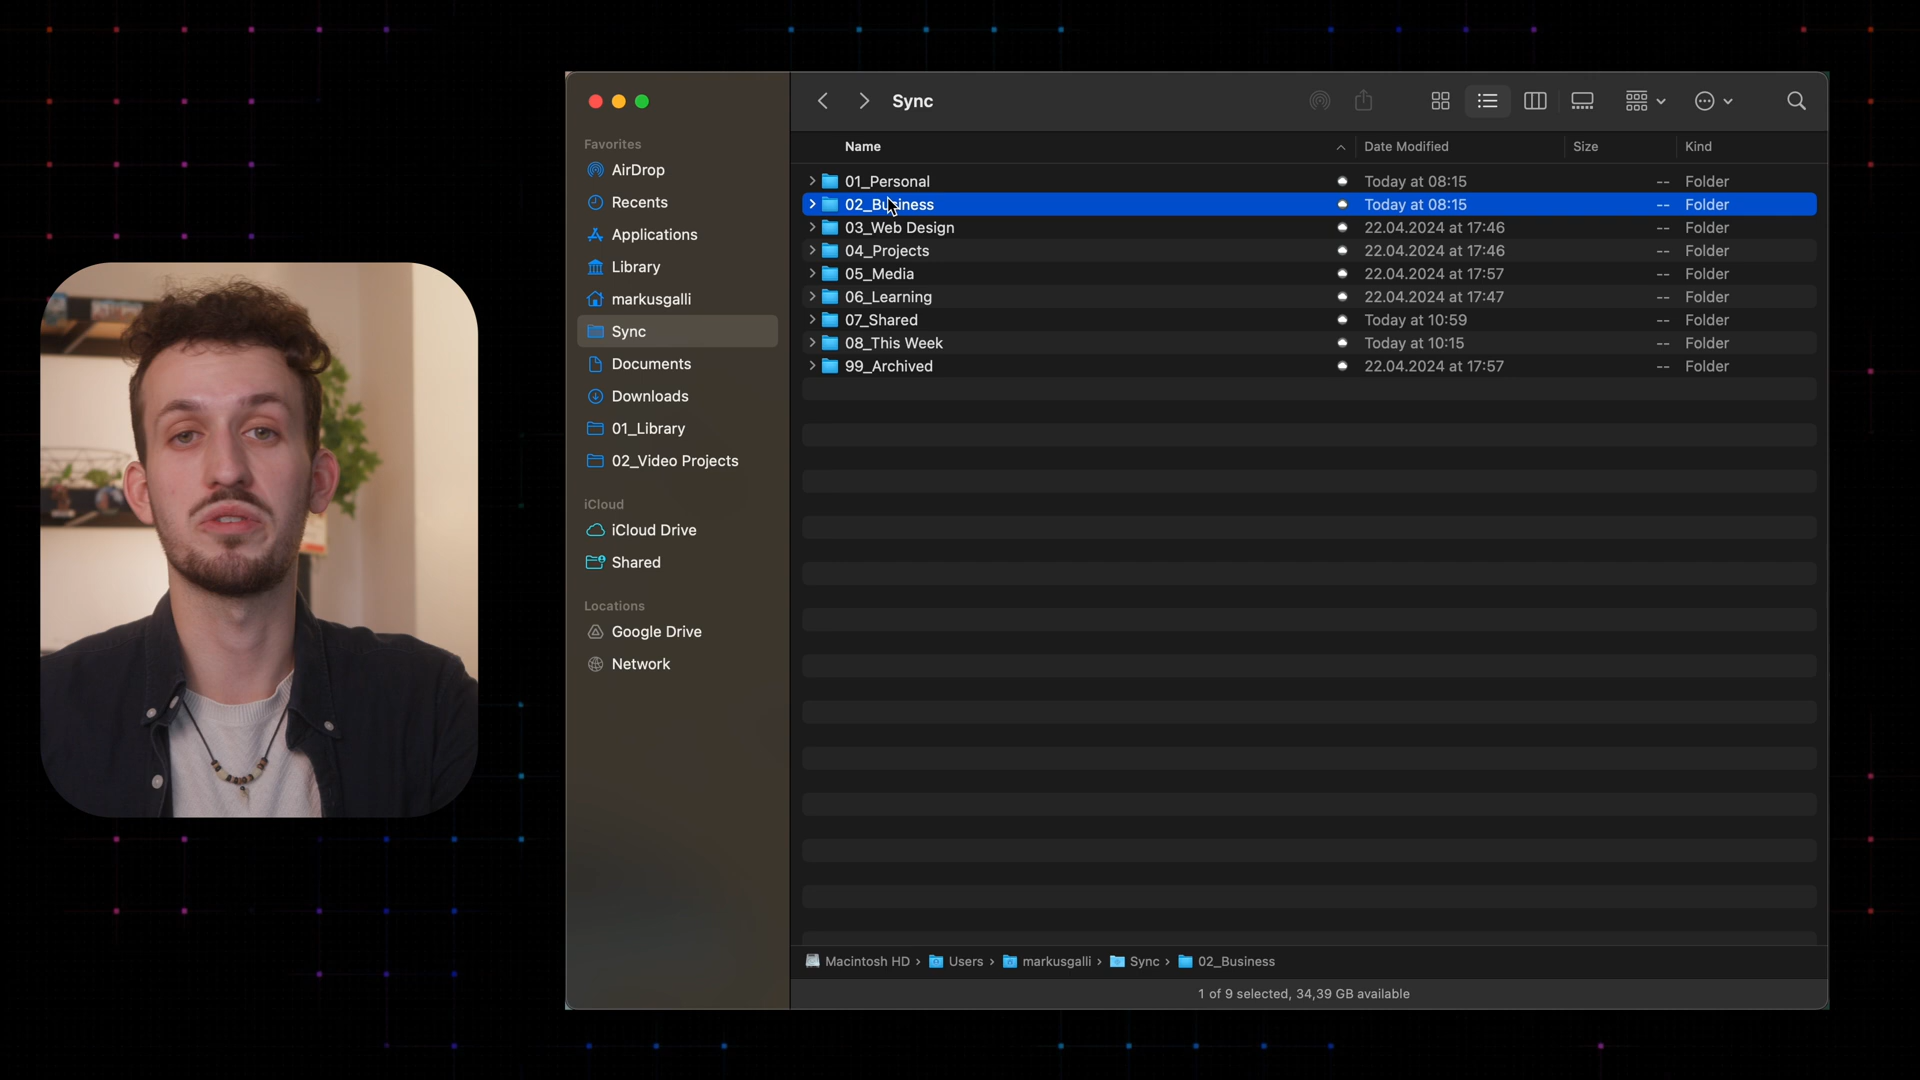 Sync
Favorites
AirDrop
Recents
Applications
Library
markusgalli
Sync
Documents
Downloads
01_Library
02_Video Projects
iCloud
iCloud Drive
Shared
Locations
Google Drive
Network
Name Date Modified Size Kind
01_Personal Today at 08:15 -- Folder
02_Business Today at 08:15 -- Folder
03_Web Design 22.04.2024 at 17:46 -- Folder
04_Projects 22.04.2024 at 17:46 -- Folder
05_Media 22.04.2024 at 17:57 -- Folder
06_Learning 22.04.2024 at 17:47 -- Folder
07_Shared Today at 10:59 -- Folder
08_This Week Today at 10:15 -- Folder
99_Archived 22.04.2024 at 17:57 -- Folder
Macintosh HD › Users › markusgalli › Sync › 02_Business
1 of 9 selected, 34,39 GB available